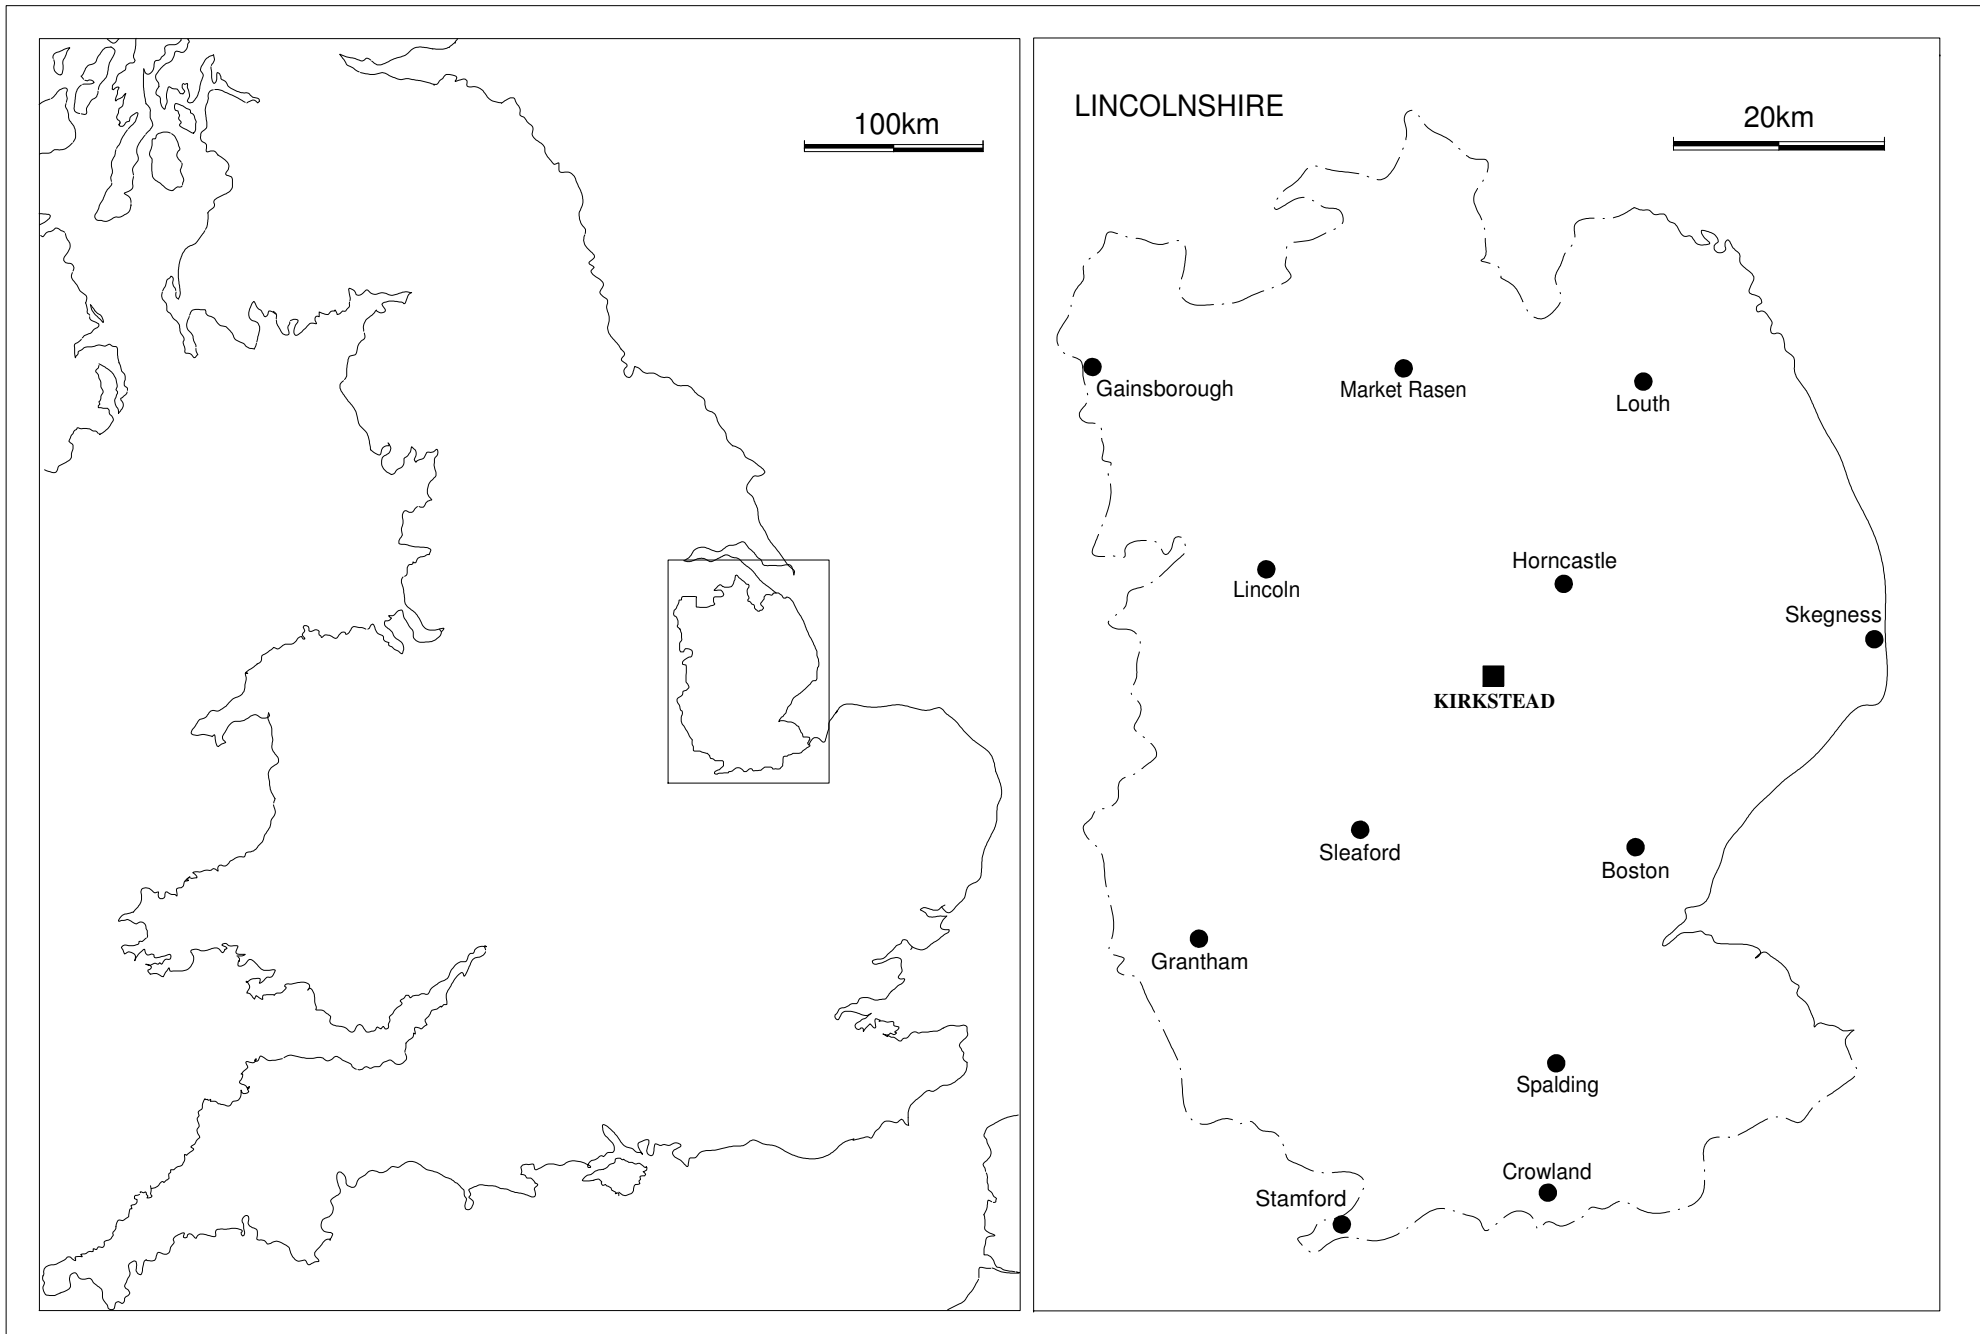 100km
LINCOLNSHIRE
20km
Gainsborough
Market Rasen
Louth
Horncastle
Lincoln
Skegness
KIRKSTEAD
Sleaford
Boston
Grantham
Spalding
Crowland
Stamford